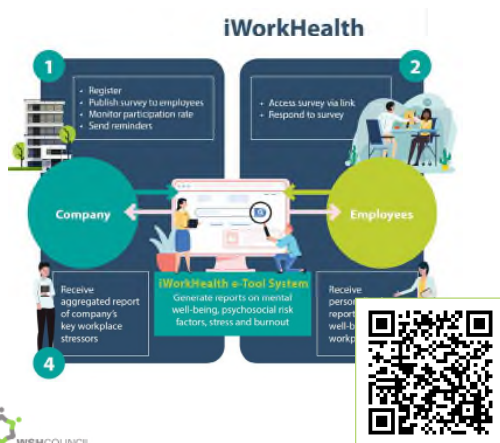 iWorkHealth
1
• Register
• Publish survey to employees
• Monitor participation rate
• Send reminders
2
• Access survey via link
• Respond to survey
Company
Employees
iWorkHealth e-Tool System
Generate reports on mental
well-being, psychosocial risk
factors, stress and burnout
Receive
aggregated report
of company's
key workplace
stressors
4
Receive
report
WSHCOUNCIL